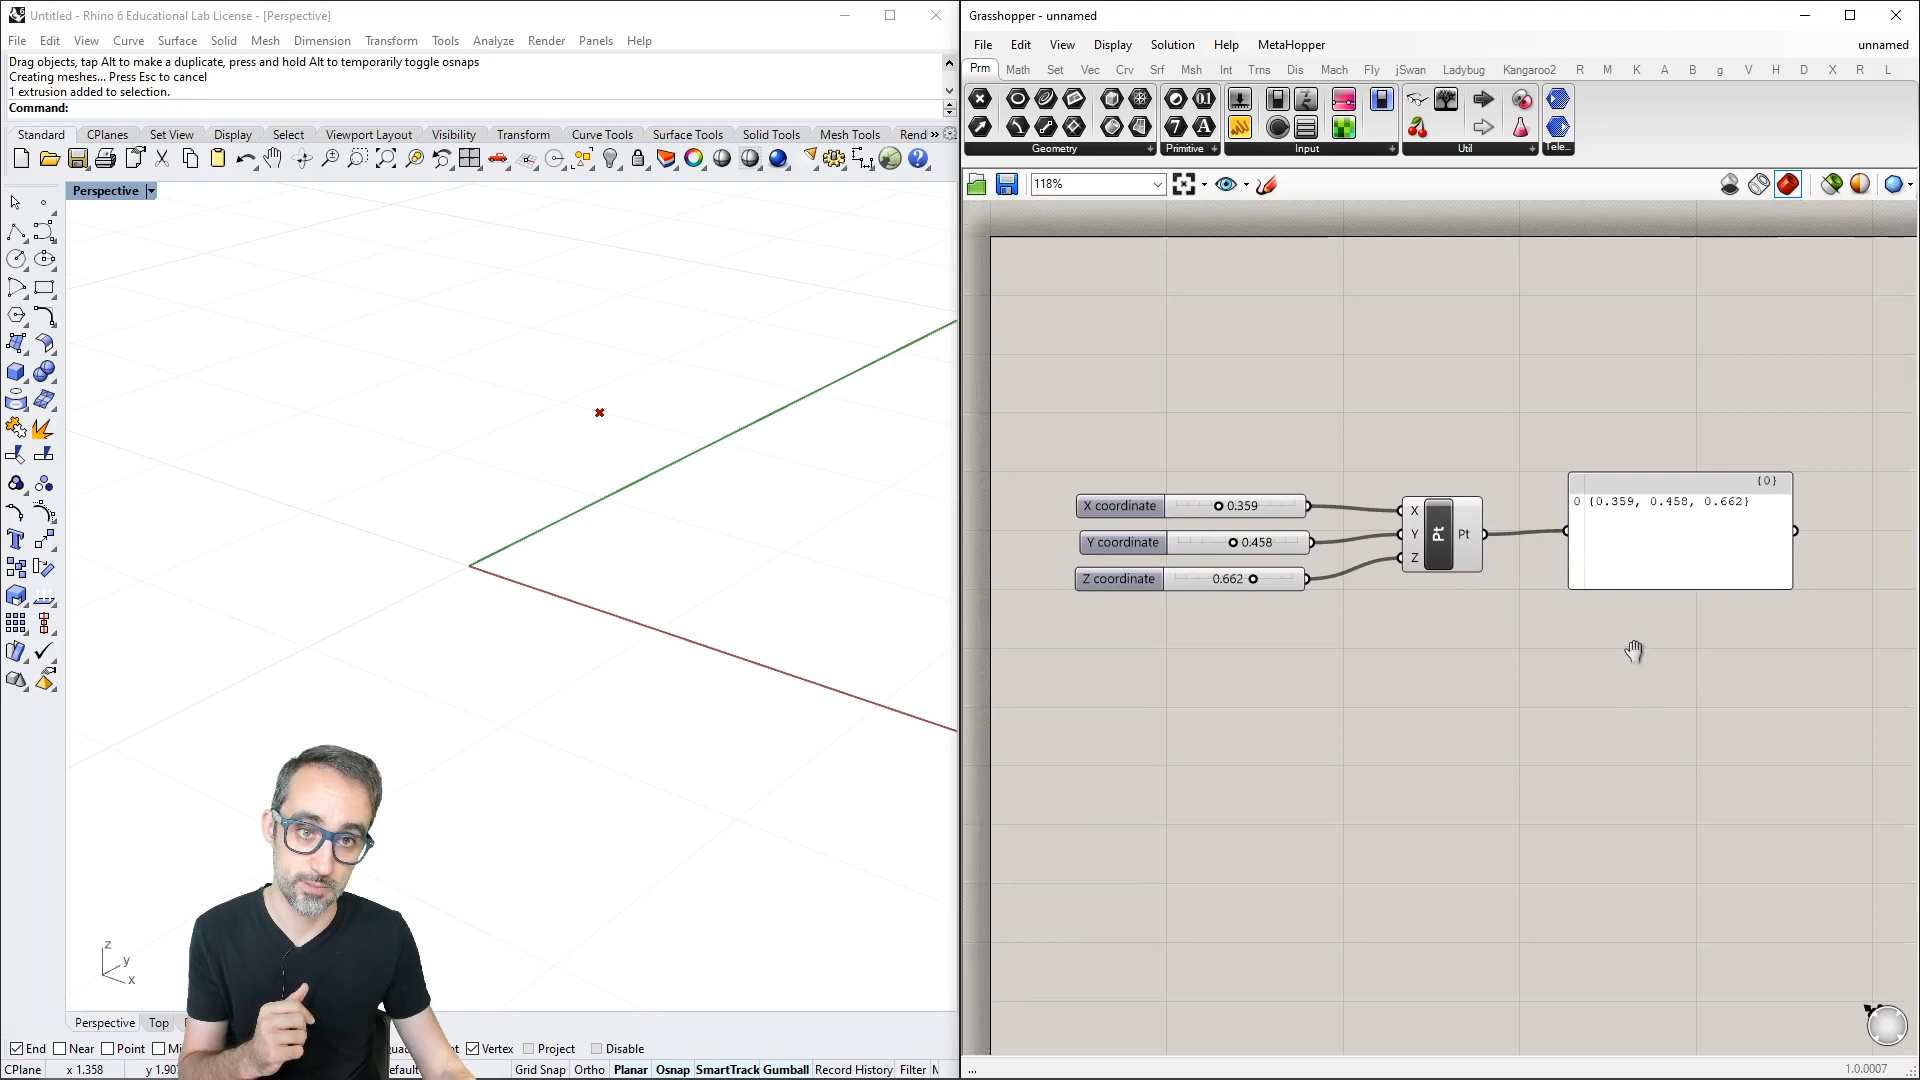 Untitled - Rhino 6 Educational Lab License - [Perspective]
File Edit View Curve Surface Solid Mesh Dimension Transform Tools Analyze Render Panels Help
Drag objects, tap Alt to make a duplicate, press and hold Alt to temporarily toggle osnaps
Creating meshes... Press Esc to cancel
1 extrusion added to selection.
Command:
Standard CPlanes Set View Display Select Viewport Layout Visibility Transform Curve Tools Surface Tools Solid Tools Mesh Tools Rend »
Perspective
z
y
x
Perspective Top
End Near Point Mi Vertex Project Disable
CPlane x 1.358 y 1.90 efault Grid Snap Ortho Planar Osnap SmartTrack Gumball Record History Filter
Grasshopper - unnamed
File Edit View Display Solution Help MetaHopper unnamed
Prm Math Set Vec Crv Srf Msh Int Trns Dis Mach Fly jSwan Ladybug Kangaroo2 R M K A B g V H D X R L
Geometry + Primitive + Input + Util + Tele...
118%
X coordinate 0.359
Y coordinate 0.458
Z coordinate 0.662
X
Y
Z
Pt
Pt
{0}
0 {0.359, 0.458, 0.662}
... 1.0.0007